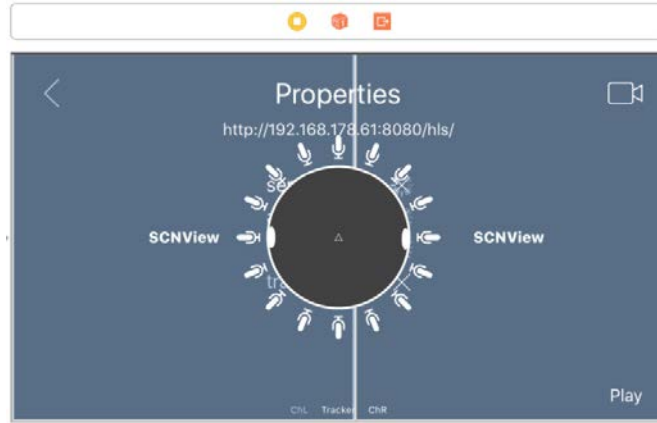 Properties
http://192.168.178.61:8080/hls/
SCNView
SCNView
Play
ChL Tracker ChR